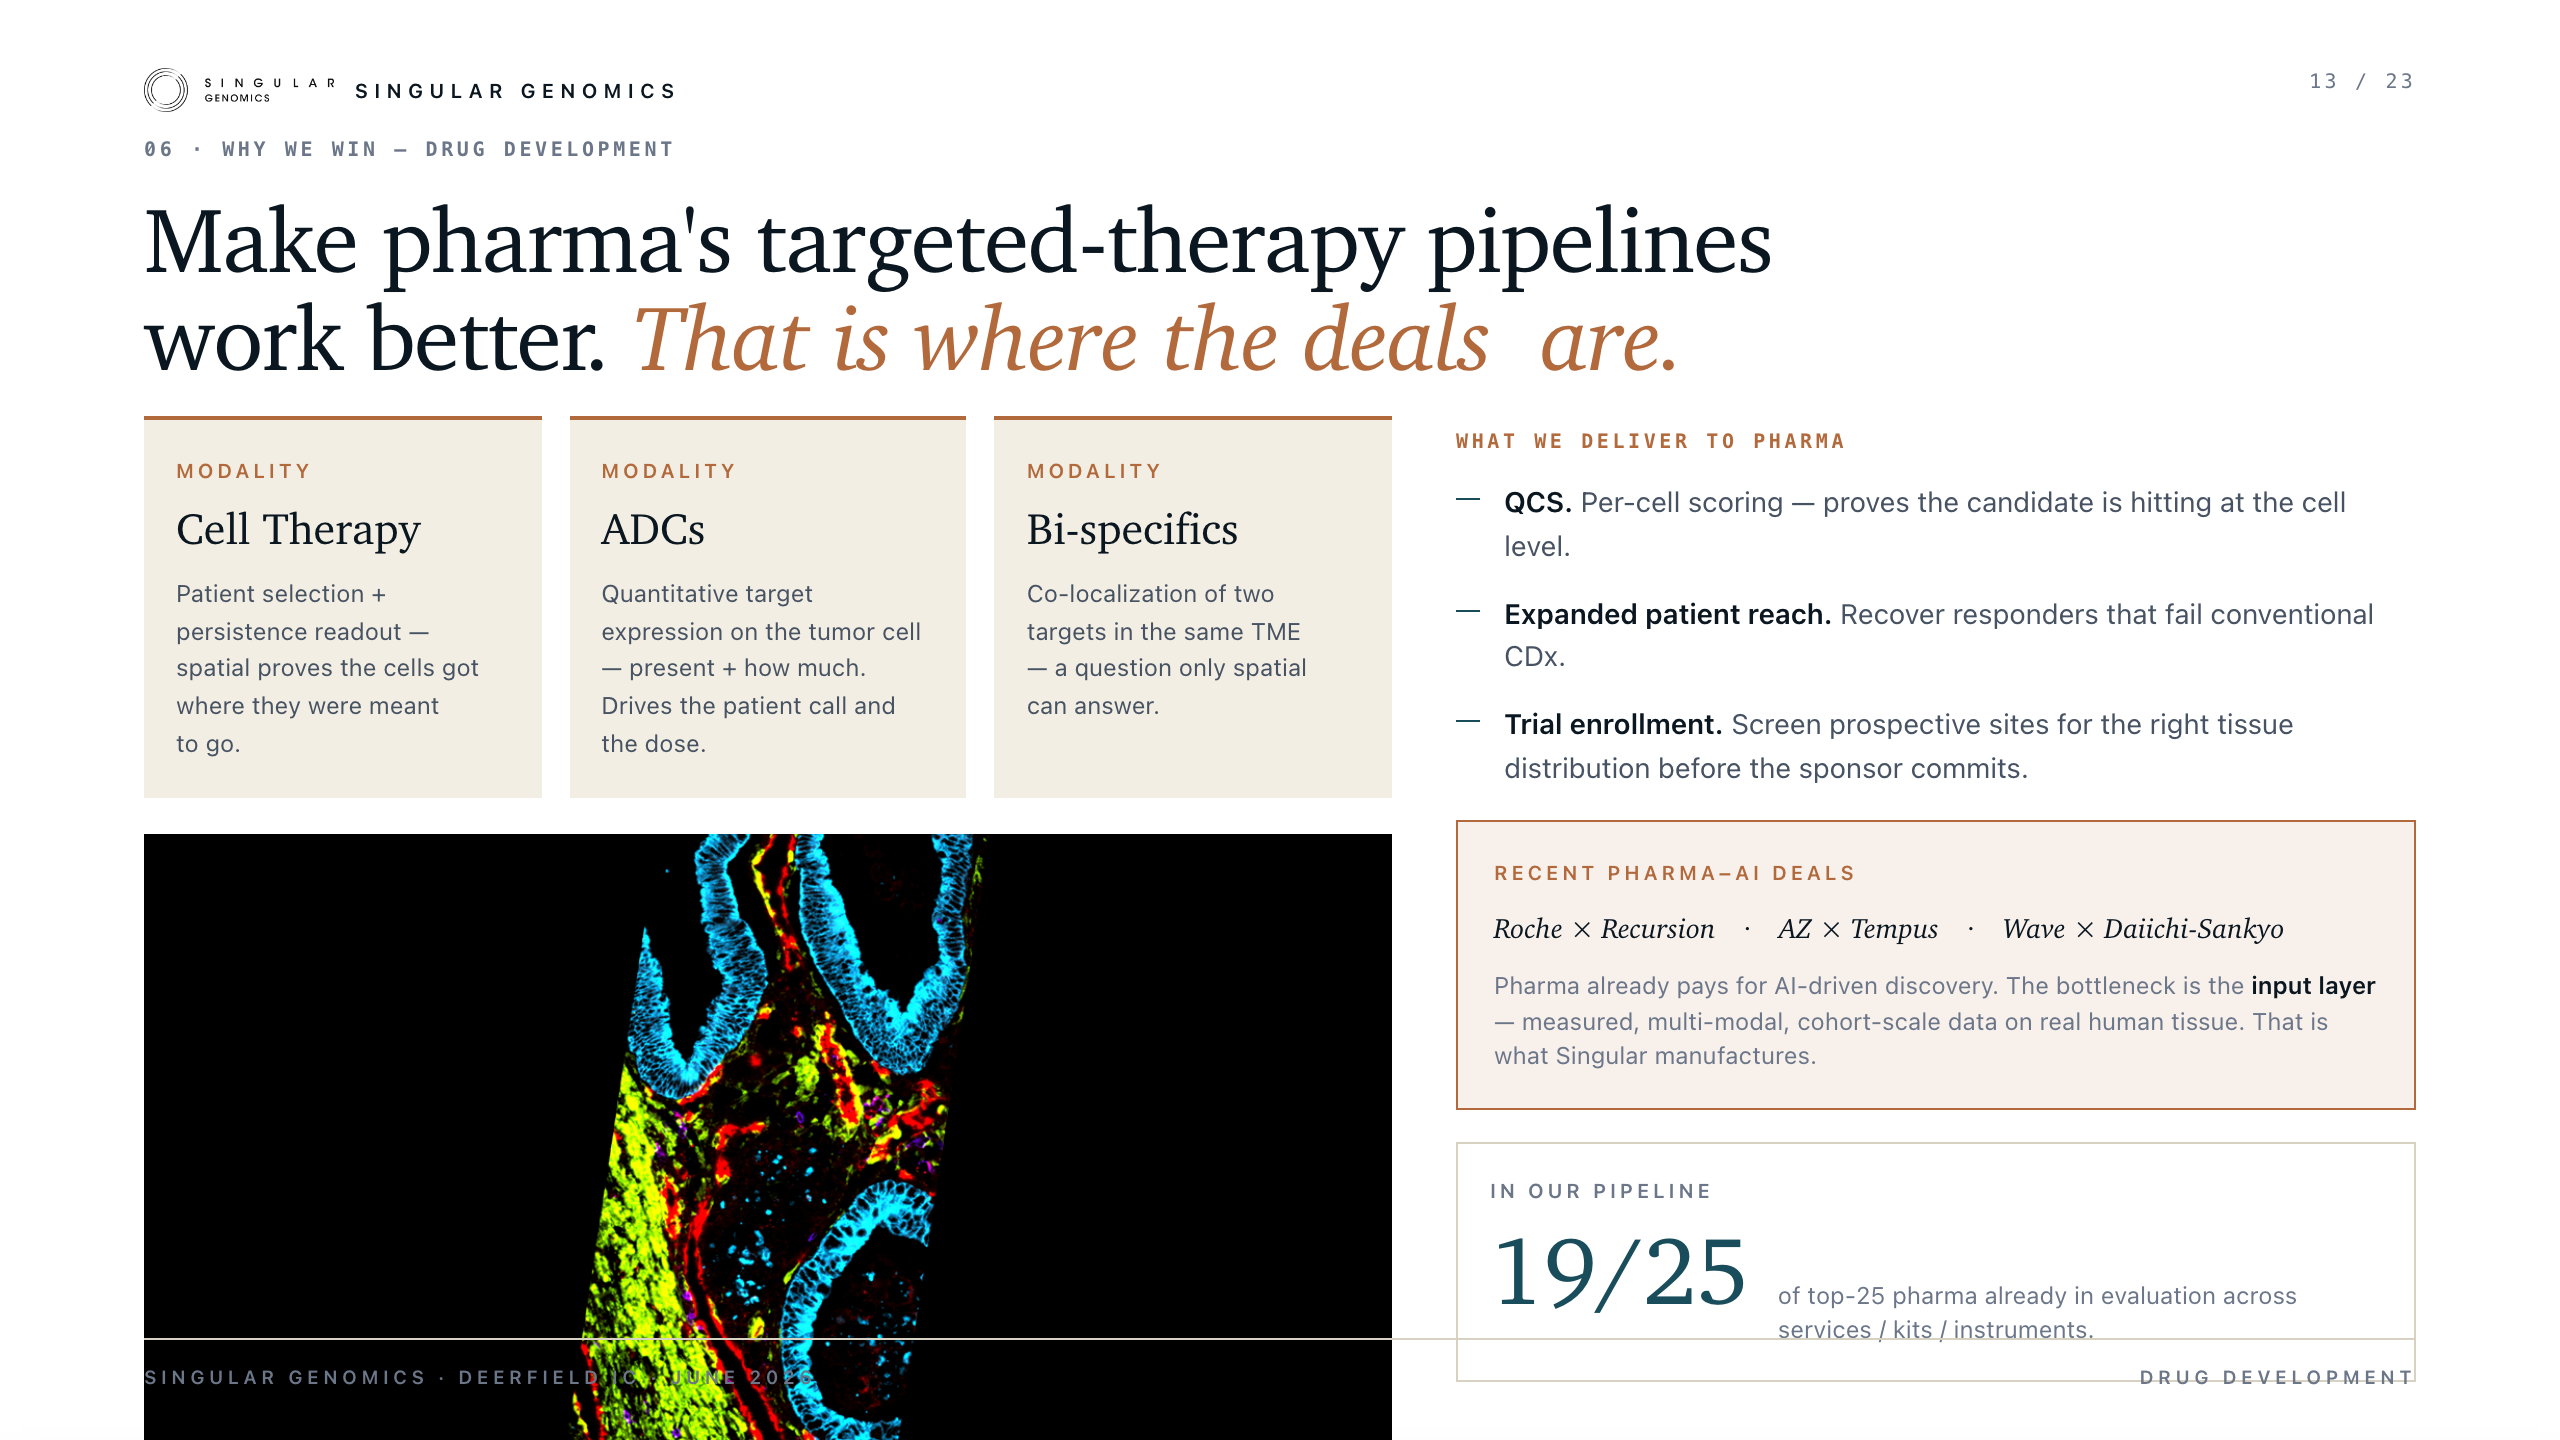 SINGULAR
GENOMICS
SINGULAR GENOMICS
13 / 23
06 · WHY WE WIN — DRUG DEVELOPMENT
Make pharma's targeted-therapy pipelines
work better. That is where the deals  are.
MODALITY
Cell Therapy
Patient selection +
persistence readout —
spatial proves the cells got
where they were meant
to go.
MODALITY
ADCs
Quantitative target
expression on the tumor cell
— present + how much.
Drives the patient call and
the dose.
MODALITY
Bi-specifics
Co-localization of two
targets in the same TME
— a question only spatial
can answer.
WHAT WE DELIVER TO PHARMA
— QCS. Per-cell scoring — proves the candidate is hitting at the cell
level.
— Expanded patient reach. Recover responders that fail conventional
CDx.
— Trial enrollment. Screen prospective sites for the right tissue
distribution before the sponsor commits.
RECENT PHARMA–AI DEALS
Roche × Recursion · AZ × Tempus · Wave × Daiichi-Sankyo
Pharma already pays for AI-driven discovery. The bottleneck is the input layer
— measured, multi-modal, cohort-scale data on real human tissue. That is
what Singular manufactures.
IN OUR PIPELINE
19/25
of top-25 pharma already in evaluation across
services / kits / instruments.
SINGULAR GENOMICS · DEERFIELD IC · JUNE 2026
DRUG DEVELOPMENT